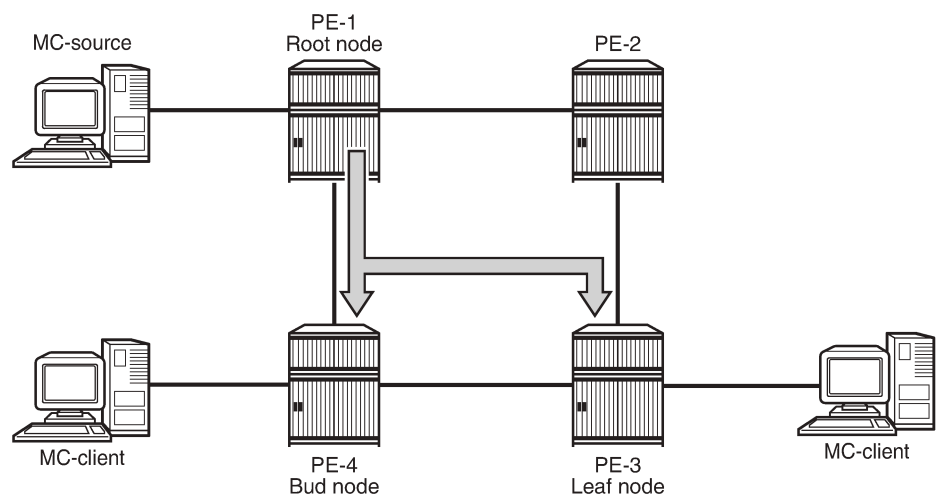 MC-source
PE-1
Root node
PE-2
MC-client
PE-4
Bud node
PE-3
Leaf node
MC-client